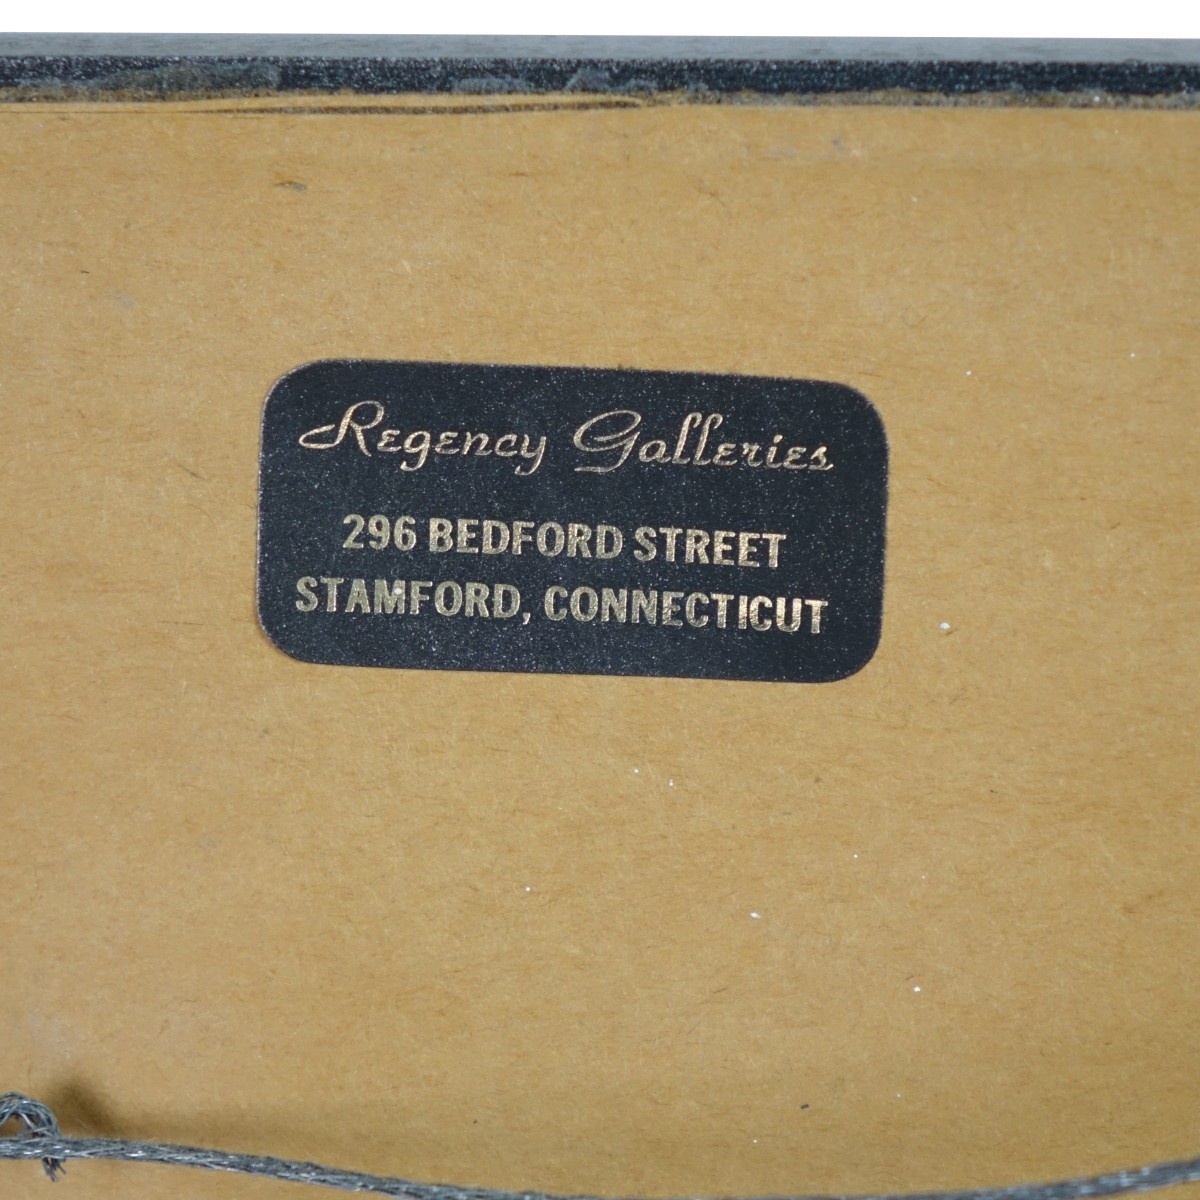 Regency Galleries
296 BEDFORD STREET
STAMFORD, CONNECTICUT